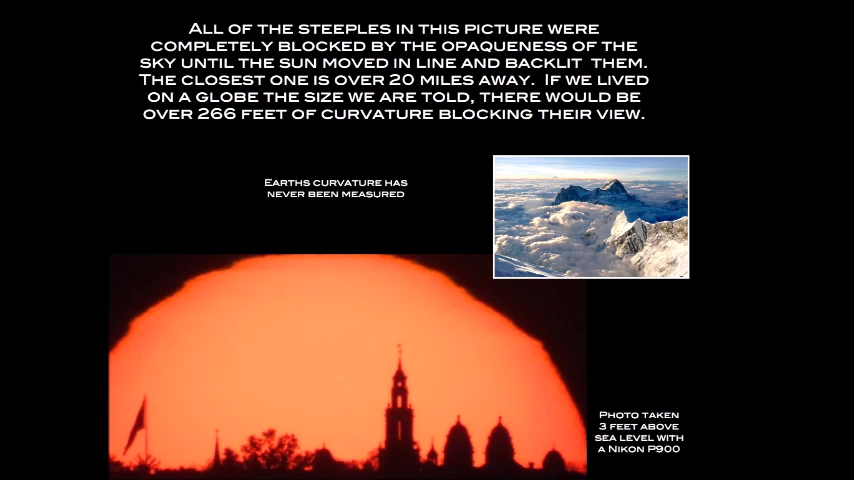 All of the steeples in this picture were
completely blocked by the opaqueness of the
sky until the sun moved in line and backlit them.
The closest one is over 20 miles away. If we lived
on a globe the size we are told, there would be
over 266 feet of curvature blocking their view.
Earths curvature has
never been measured
Photo taken
3 feet above
sea level with
a Nikon P900